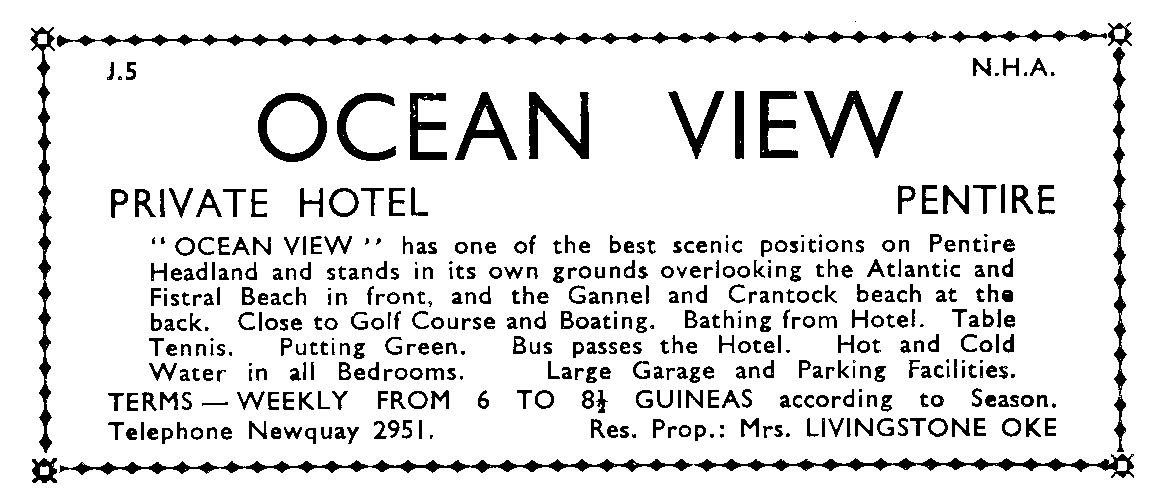 J.5 N.H.A.
OCEAN VIEW
PRIVATE HOTEL PENTIRE
" OCEAN VIEW " has one of the best scenic positions on Pentire
Headland and stands in its own grounds overlooking the Atlantic and
Fistral Beach in front, and the Gannel and Crantock beach at the
back. Close to Golf Course and Boating. Bathing from Hotel. Table
Tennis. Putting Green. Bus passes the Hotel. Hot and Cold
Water in all Bedrooms. Large Garage and Parking Facilities.
TERMS — WEEKLY FROM 6 TO 8½ GUINEAS according to Season.
Telephone Newquay 2951. Res. Prop.: Mrs. LIVINGSTONE OKE